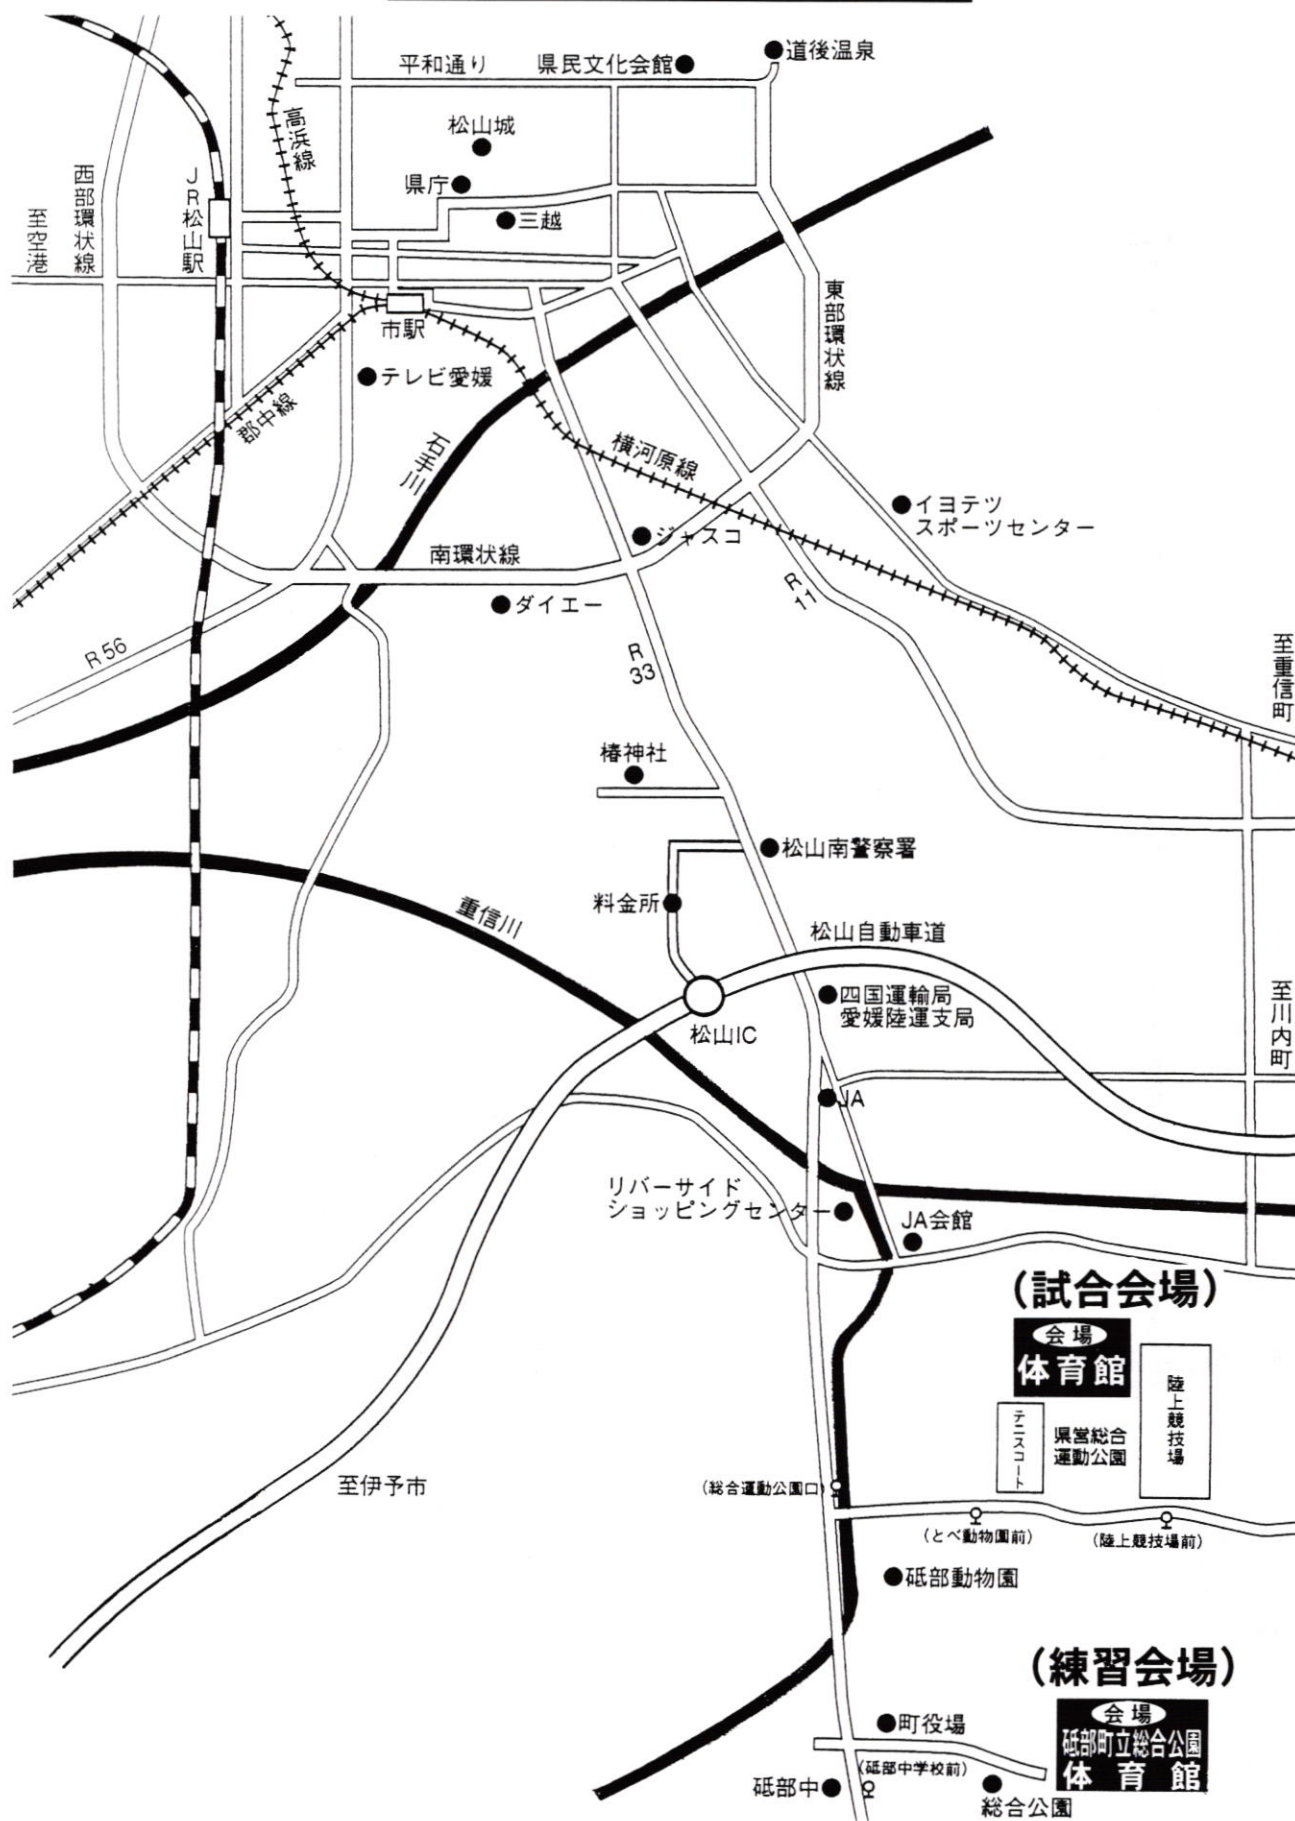 平和通り
県民文化会館
道後温泉
高浜線
松山城
県庁
三越
西部環状線
至空港
JR松山駅
市駅
東部環状線
テレビ愛媛
郡中線
石手川
横河原線
イヨテツ
スポーツセンター
ジャスコ
南環状線
R11
ダイエー
R56
R33
至重信町
椿神社
松山南警察署
料金所
重信川
松山自動車道
四国運輸局
愛媛陸運支局
松山IC
至川内町
JA
リバーサイド
ショッピングセンター
JA会館
(試合会場)
会場
体育館
陸上競技場
テニスコート
県営総合
運動公園
至伊予市
(総合運動公園口)
(とべ動物園前)
(陸上競技場前)
砥部動物園
(練習会場)
会場
砥部町立総合公園
体育館
町役場
(砥部中学校前)
砥部中
総合公園